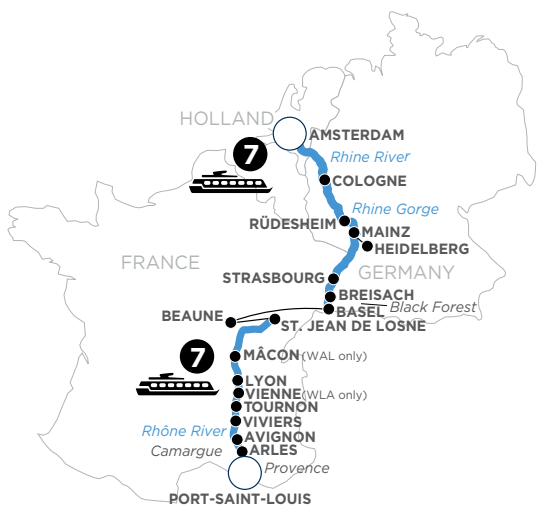 HOLLAND
AMSTERDAM
7
Rhine River
COLOGNE
Rhine Gorge
RÜDESHEIM
MAINZ
HEIDELBERG
FRANCE
GERMANY
STRASBOURG
BREISACH
Black Forest
BASEL
BEAUNE
ST. JEAN DE LOSNE
7
MÂCON (WAL only)
LYON
VIENNE (WLA only)
TOURNON
VIVIERS
Rhône River
AVIGNON
Camargue
ARLES
Provence
PORT-SAINT-LOUIS